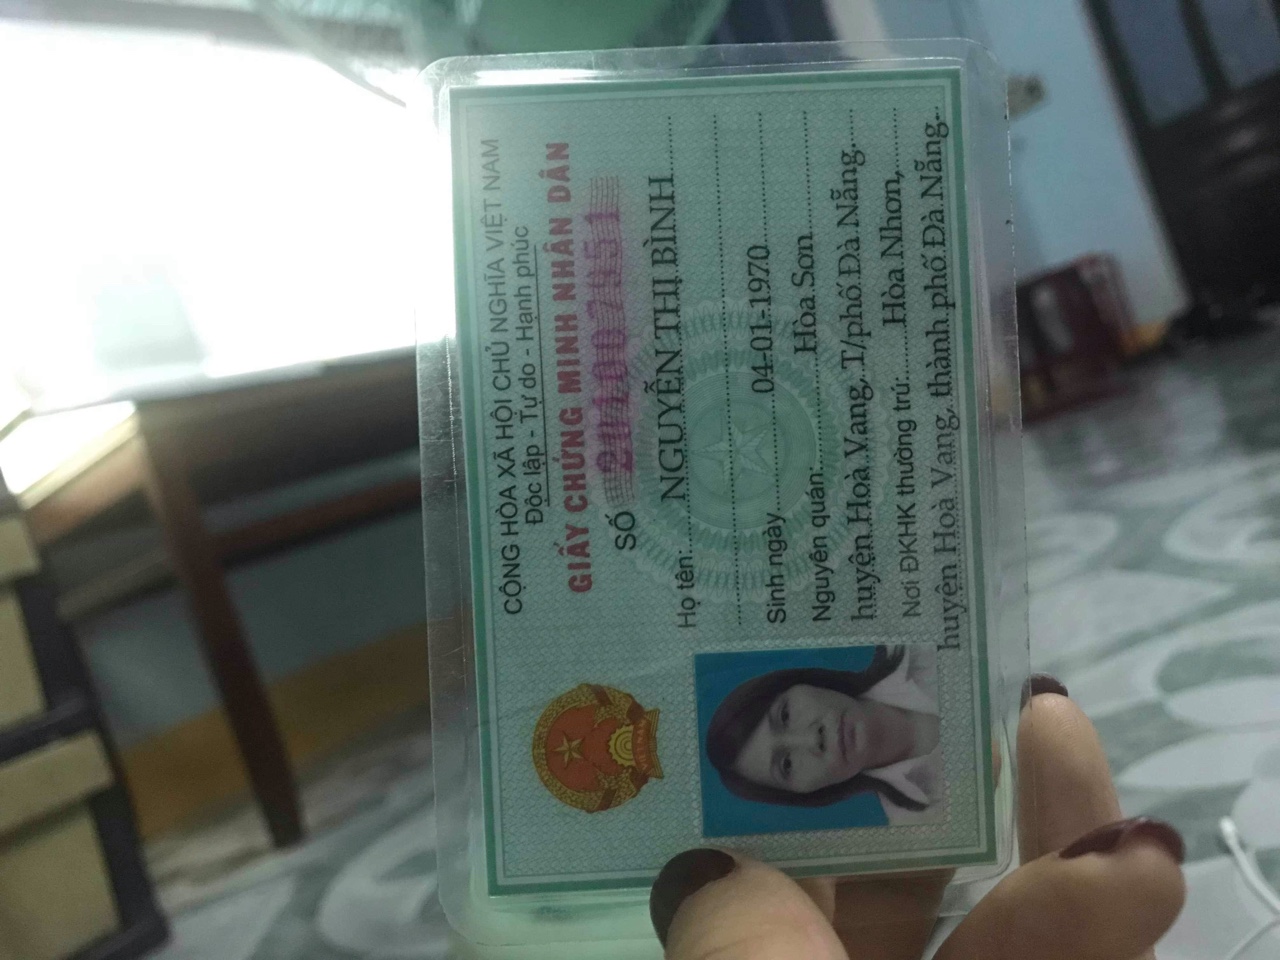 CỘNG HÒA XÃ HỘI CHỦ NGHĨA VIỆT NAM
Độc lập - Tự do - Hạnh phúc
GIẤY CHỨNG MINH NHÂN DÂN
SỐ
Họ tên: NGUYỄN THỊ BÌNH
Sinh ngày 04-01-1970
Nguyên quán: Hòa Sơn
huyện Hoà Vang, T/phố Đà Nẵng.
Nơi ĐKHK thường trú: Hòa Nhơn,
huyện Hoà Vang, thành phố Đà Nẵng.